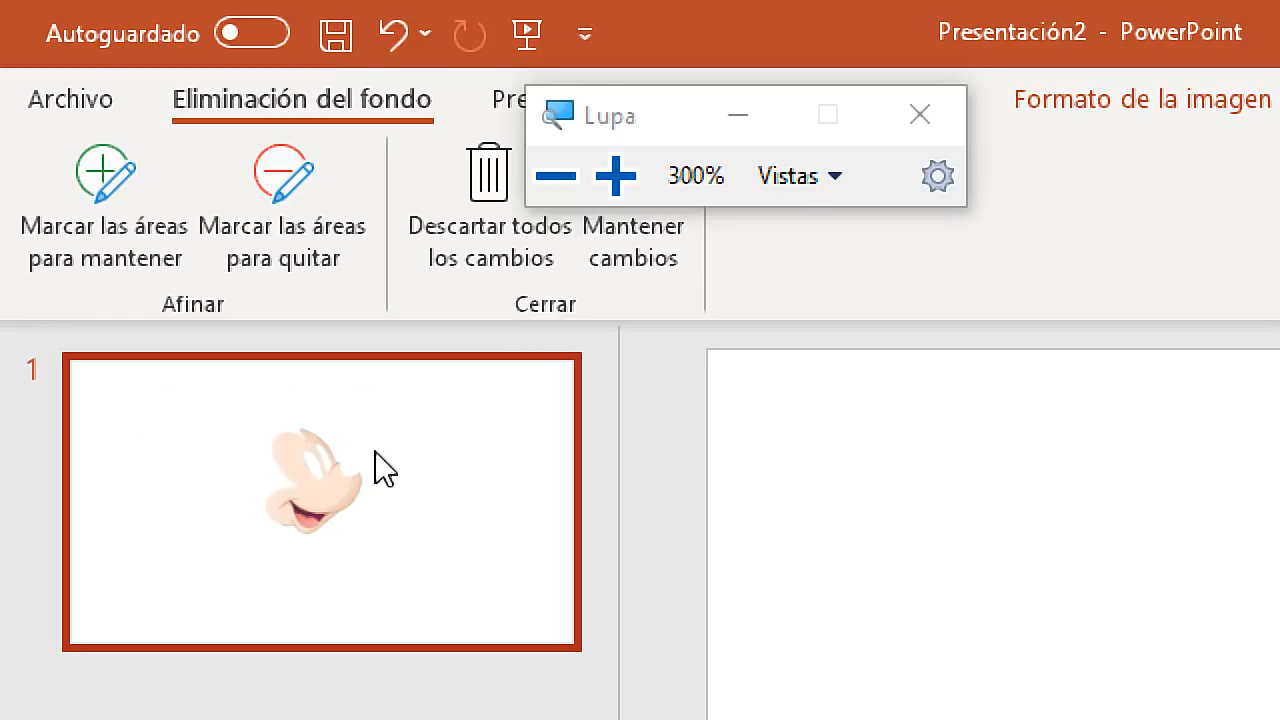 Autoguardado
Presentación2 - PowerPoint
Archivo
Eliminación del fondo
Pre
Formato de la imagen
Lupa
300%
Vistas
Marcar las áreas
para mantener
Marcar las áreas
para quitar
Descartar todos
los cambios
Mantener
cambios
Afinar
Cerrar
1